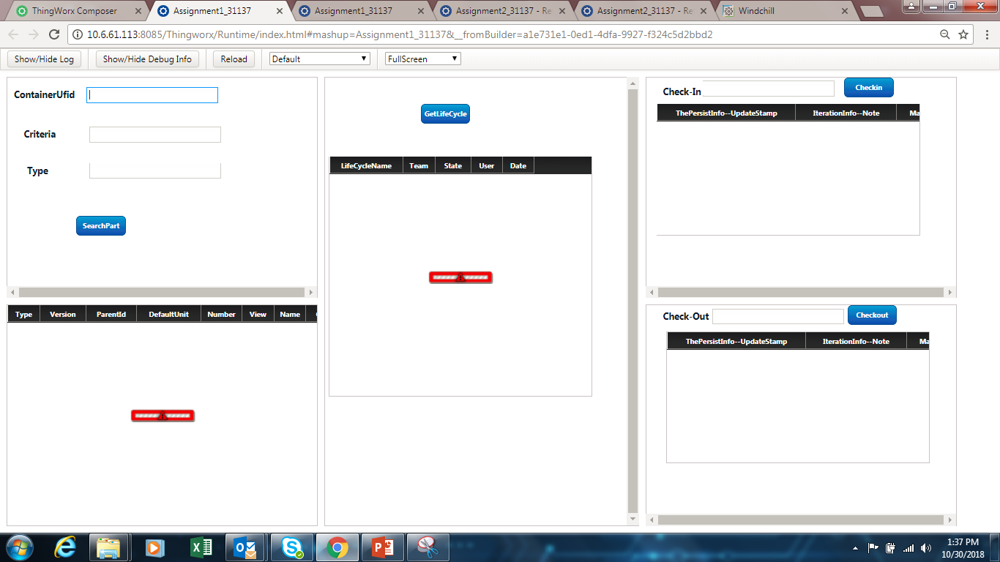 ThingWorx Composer
Assignment1_31137
Assignment1_31137
Assignment2_31137 - Re
Assignment2_31137 - Re
Windchill
10.6.61.113:8085/Thingworx/Runtime/index.html#mashup=Assignment1_31137&__fromBuilder=a1e731e1-0ed1-4dfa-9927-f324c5d2bbd2
Show/Hide Log
Show/Hide Debug Info
Reload
Default
FullScreen
ContainerUfid
Criteria
Type
SearchPart
Type Version ParentId DefaultUnit Number View Name
GetLifeCycle
LifeCycleName Team State User Date
Check-In
Checkin
ThePersistInfo--UpdateStamp IterationInfo--Note Ma
Check-Out
Checkout
ThePersistInfo--UpdateStamp IterationInfo--Note Ma
1:37 PM
10/30/2018